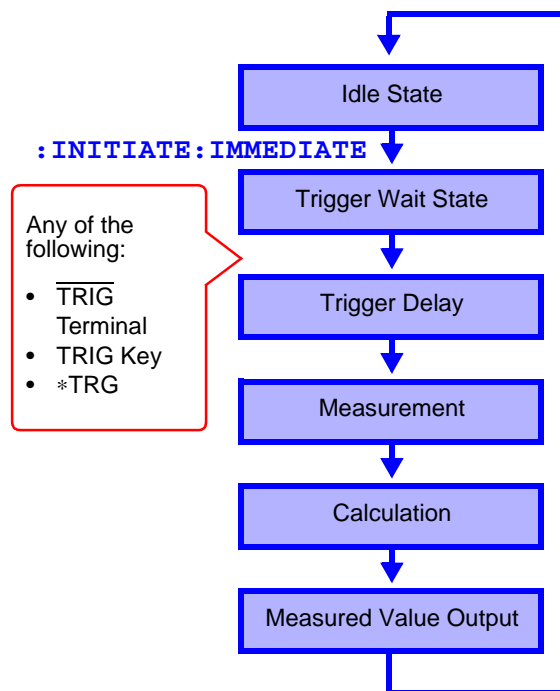 Idle State
:INITIATE:IMMEDIATE
Trigger Wait State
Any of the
following:
• TRIG
Terminal
• TRIG Key
• *TRG
Trigger Delay
Measurement
Calculation
Measured Value Output